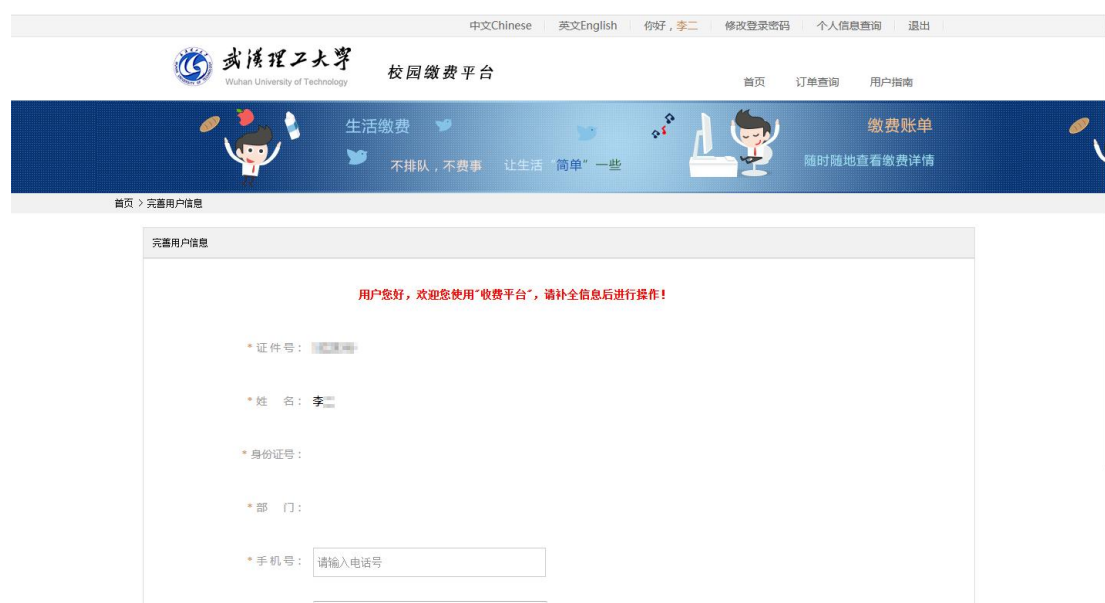 中文Chinese 英文English 你好，李二 修改登录密码 个人信息查询 退出
武汉理工大学
Wuhan University of Technology
校园缴费平台
首页 订单查询 用户指南
生活缴费
不排队，不费事 让生活“简单”一些
缴费账单
随时随地查看缴费详情
首页 > 完善用户信息
完善用户信息
用户您好，欢迎您使用"收费平台"，请补全信息后进行操作！
*证件号：
*姓 名：李
*身份证号：
*部 门：
*手机号：请输入电话号